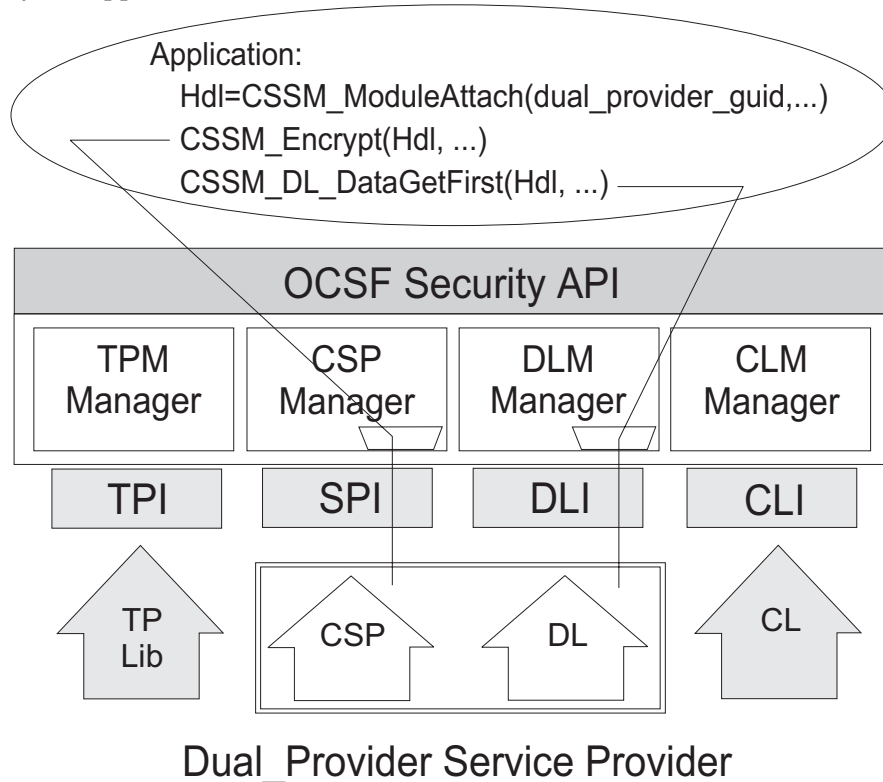 Application:
Hdl=CSSM_ModuleAttach(dual_provider_guid,...)
CSSM_Encrypt(Hdl, ...)
CSSM_DL_DataGetFirst(Hdl, ...)
OCSF Security API
TPM
Manager
CSP
Manager
DLM
Manager
CLM
Manager
TPI
SPI
DLI
CLI
TP
Lib
CSP
DL
CL
Dual_Provider Service Provider